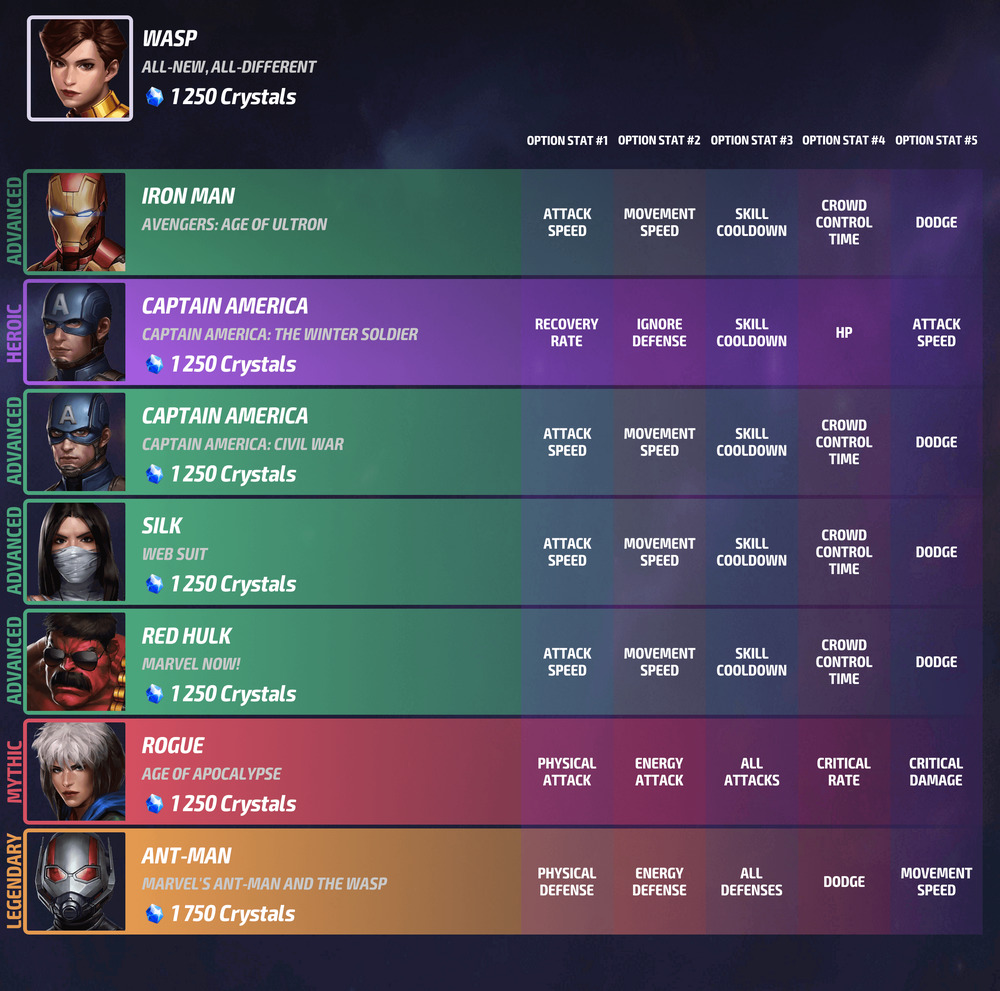 WASP
ALL-NEW, ALL-DIFFERENT
1 250 Crystals
OPTION STAT #1 OPTION STAT #2 OPTION STAT #3 OPTION STAT #4 OPTION STAT #5
ADVANCED
IRON MAN
AVENGERS: AGE OF ULTRON
ATTACK
SPEED
MOVEMENT
SPEED
SKILL
COOLDOWN
CROWD
CONTROL
TIME
DODGE
HEROIC
A
CAPTAIN AMERICA
CAPTAIN AMERICA: THE WINTER SOLDIER
1 250 Crystals
RECOVERY
RATE
IGNORE
DEFENSE
SKILL
COOLDOWN
HP
ATTACK
SPEED
ADVANCED
A
CAPTAIN AMERICA
CAPTAIN AMERICA: CIVIL WAR
1 250 Crystals
ATTACK
SPEED
MOVEMENT
SPEED
SKILL
COOLDOWN
CROWD
CONTROL
TIME
DODGE
ADVANCED
SILK
WEB SUIT
1 250 Crystals
ATTACK
SPEED
MOVEMENT
SPEED
SKILL
COOLDOWN
CROWD
CONTROL
TIME
DODGE
ADVANCED
RED HULK
MARVEL NOW!
1 250 Crystals
ATTACK
SPEED
MOVEMENT
SPEED
SKILL
COOLDOWN
CROWD
CONTROL
TIME
DODGE
MYTHIC
ROGUE
AGE OF APOCALYPSE
1 250 Crystals
PHYSICAL
ATTACK
ENERGY
ATTACK
ALL
ATTACKS
CRITICAL
RATE
CRITICAL
DAMAGE
LEGENDARY
ANT-MAN
MARVEL'S ANT-MAN AND THE WASP
1 750 Crystals
PHYSICAL
DEFENSE
ENERGY
DEFENSE
ALL
DEFENSES
DODGE
MOVEMENT
SPEED